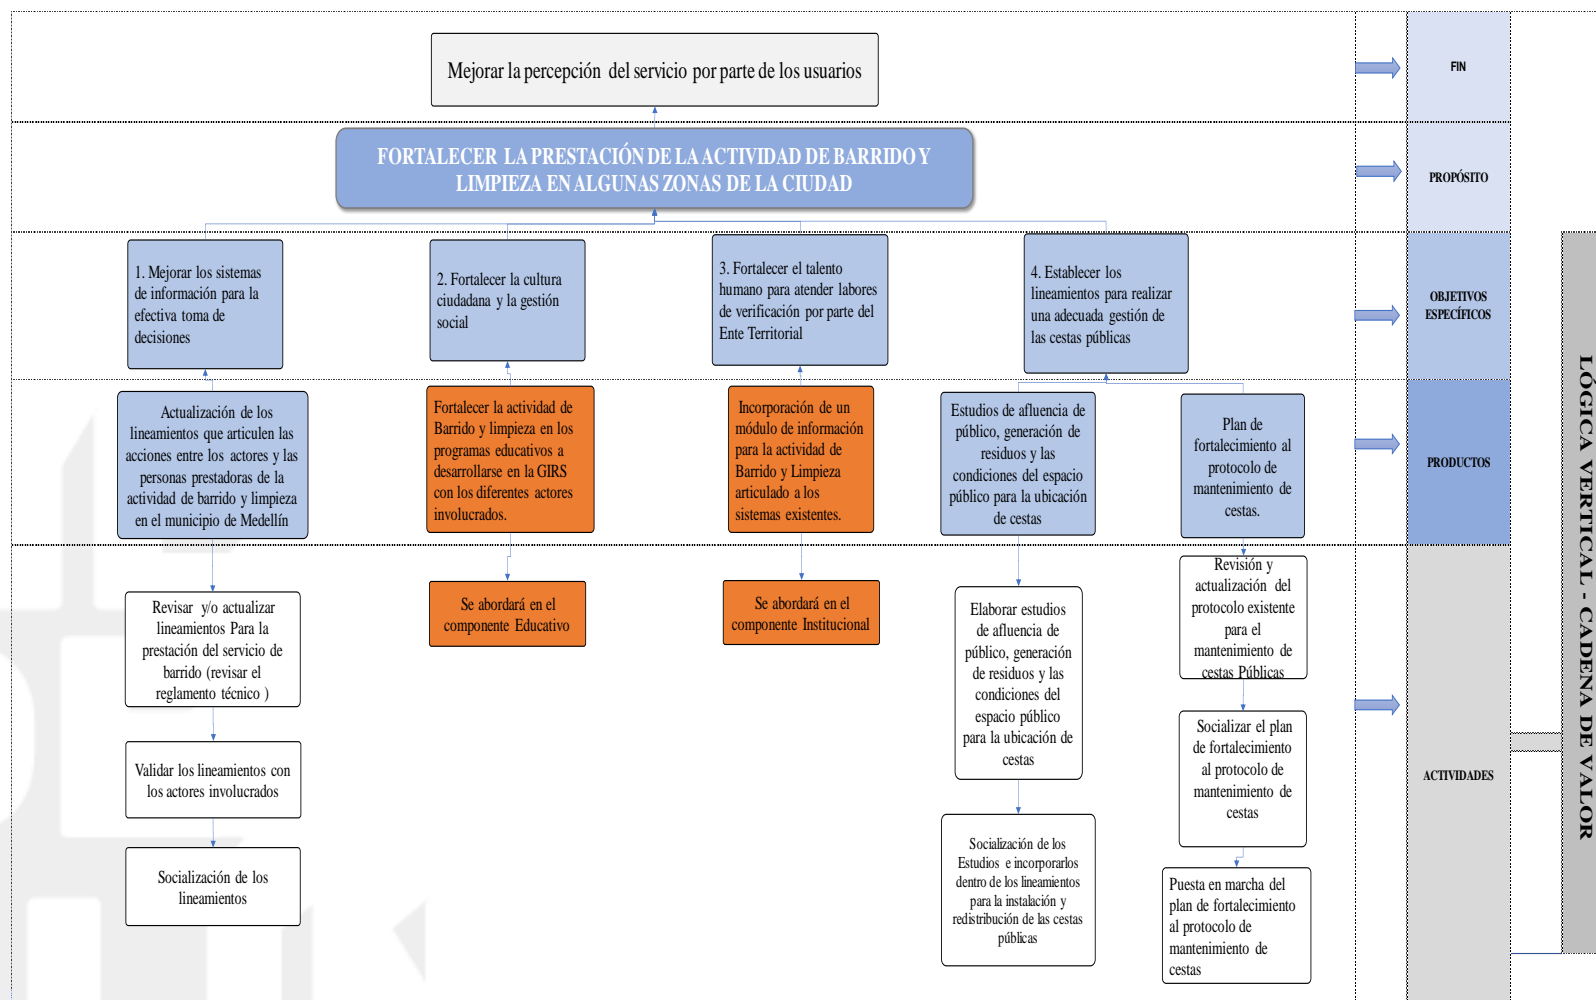 Mejorar la percepción del servicio por parte de los usuarios
FIN
FORTALECER LA PRESTACIÓN DE LA ACTIVIDAD DE BARRIDO Y
LIMPIEZA EN ALGUNAS ZONAS DE LA CIUDAD
PROPÓSITO
1. Mejorar los sistemas
de información para la
efectiva toma de
decisiones
2. Fortalecer la cultura
ciudadana y la gestión
social
3. Fortalecer el talento
humano para atender labores
de verificación por parte del
Ente Territorial
4. Establecer los
lineamientos para realizar
una adecuada gestión de
las cestas públicas
OBJETIVOS
ESPECÍFICOS
Actualización de los
lineamientos que articulen las
acciones entre los actores y las
personas prestadoras de la
actividad de barrido y limpieza
en el municipio de Medellín
Fortalecer la actividad de
Barrido y limpieza en los
programas educativos a
desarrollarse en la GIRS
con los diferentes actores
involucrados.
Incorporación de un
módulo de información
para la actividad de
Barrido y Limpieza
articulado a los
sistemas existentes.
Estudios de afluencia de
público, generación de
residuos y las
condiciones del espacio
público para la ubicación
de cestas
Plan de
fortalecimiento al
protocolo de
mantenimiento de
cestas.
PRODUCTOS
Revisar y/o actualizar
lineamientos Para la
prestación del servicio de
barrido (revisar el
reglamento técnico )
Validar los lineamientos con
los actores involucrados
Socialización de los
lineamientos
Se abordará en el
componente Educativo
Se abordará en el
componente Institucional
Elaborar estudios
de afluencia de
público, generación
de residuos y las
condiciones del
espacio público
para la ubicación de
cestas
Socialización de los
Estudios e incorporarlos
dentro de los lineamientos
para la instalación y
redistribución de las cestas
públicas
Revisión y
actualización del
protocolo existente
para el
mantenimiento de
cestas Públicas
Socializar el plan
de fortalecimiento
al protocolo de
mantenimiento de
cestas
Puesta en marcha del
plan de fortalecimiento
al protocolo de
mantenimiento de
cestas
ACTIVIDADES
LÓGICA VERTICAL - CADENA DE VALOR